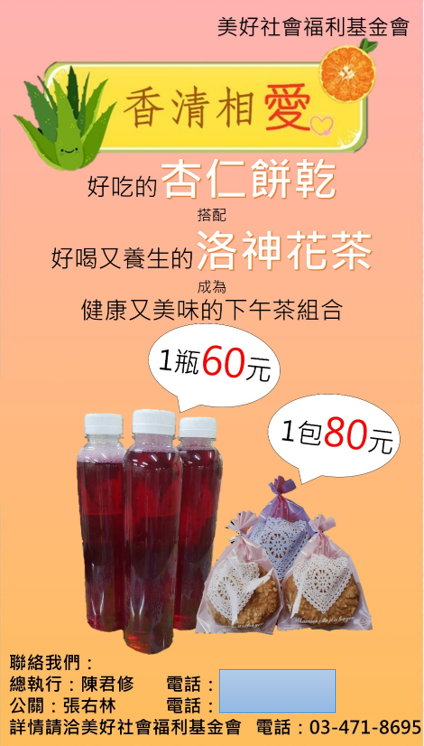 美好社會福利基金會
香清相愛
好吃的杏仁餅乾
搭配
好喝又養生的洛神花茶
成為
健康又美味的下午茶組合
1瓶60元
1包80元
聯絡我們：
總執行：陳君修 電話：
公關：張右林 電話：
詳情請洽美好社會福利基金會 電話：03-471-8695